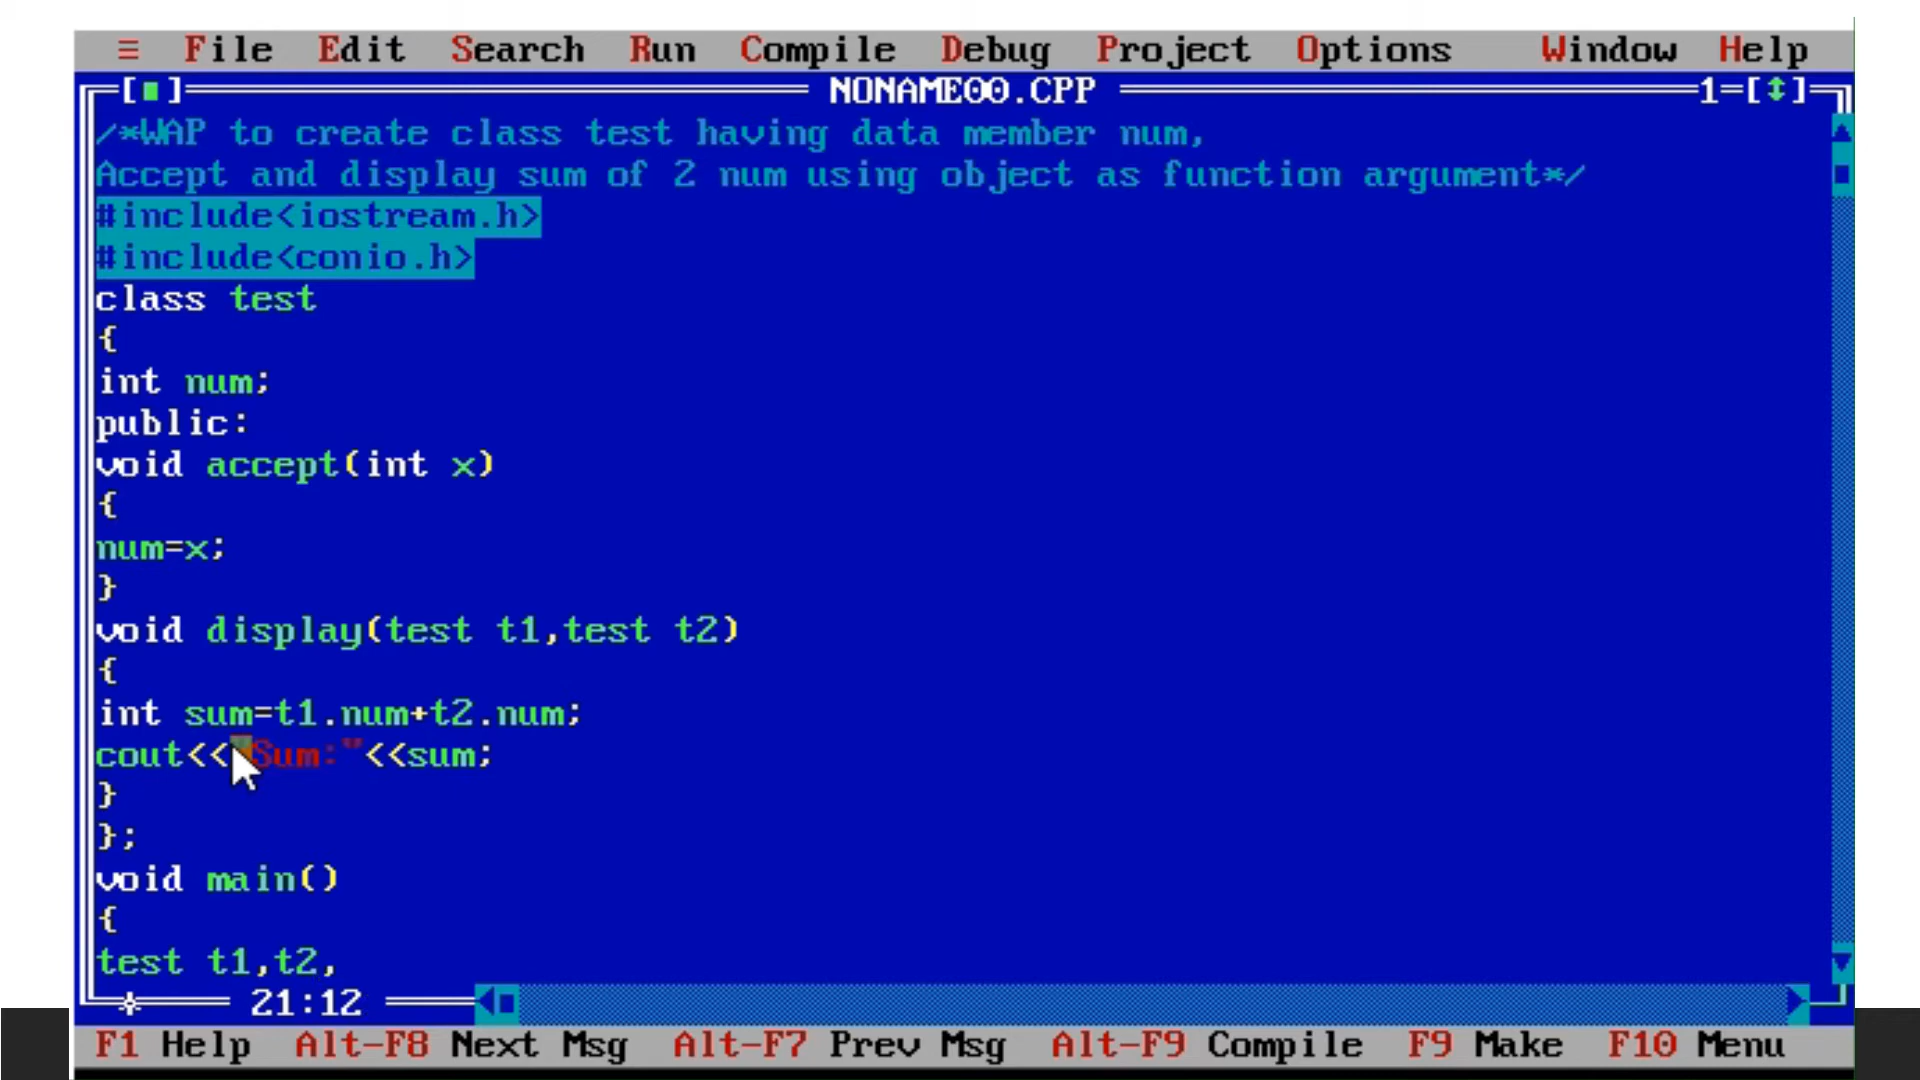 ≡ File Edit Search Run Compile Debug Project Options Window Help
[■] NONAME00.CPP 1=[↕]
/*WAP to create class test having data member num,
Accept and display sum of 2 num using object as function argument*/
#include<iostream.h>
#include<conio.h>
class test
{
int num;
public:
void accept(int x)
{
num=x;
}
void display(test t1,test t2)
{
int sum=t1.num+t2.num;
cout<<"Sum:"<<sum;
}
};
void main()
{
test t1,t2,
21:12
F1 Help Alt-F8 Next Msg Alt-F7 Prev Msg Alt-F9 Compile F9 Make F10 Menu